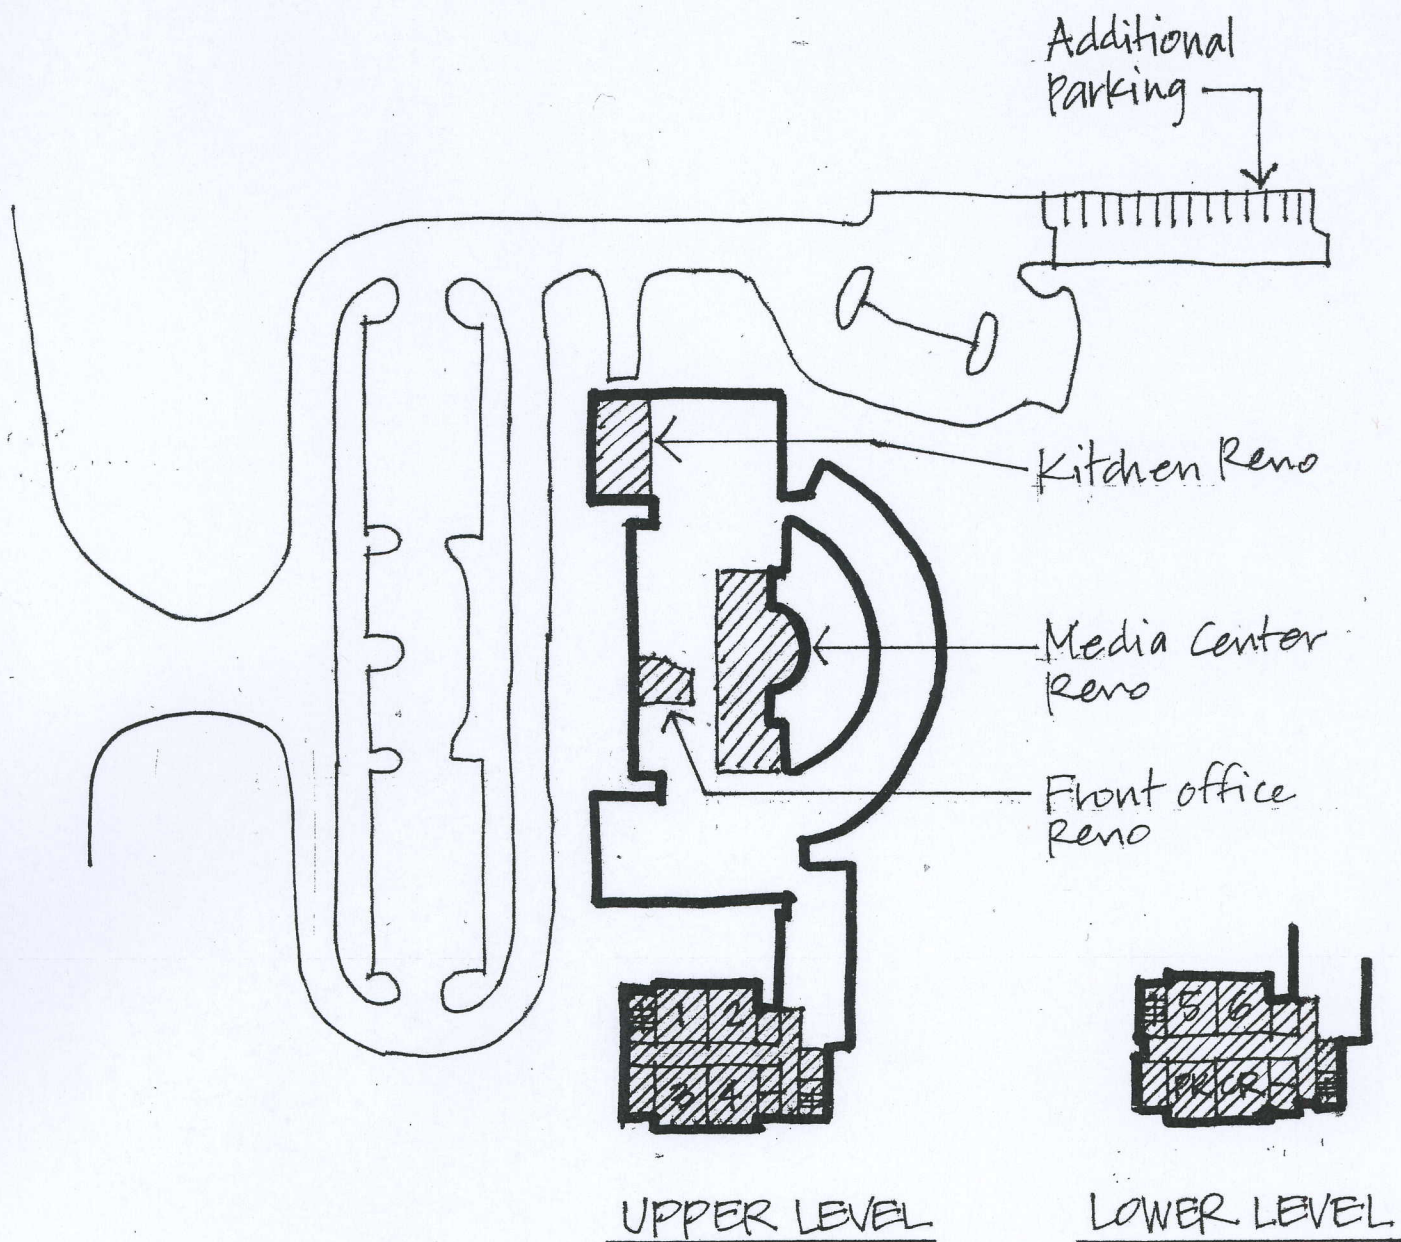 Additional
Parking
Kitchen Reno
Media Center
Reno
Front office
Reno
1 2
3 4
5 6
PR CR
UPPER LEVEL
LOWER LEVEL